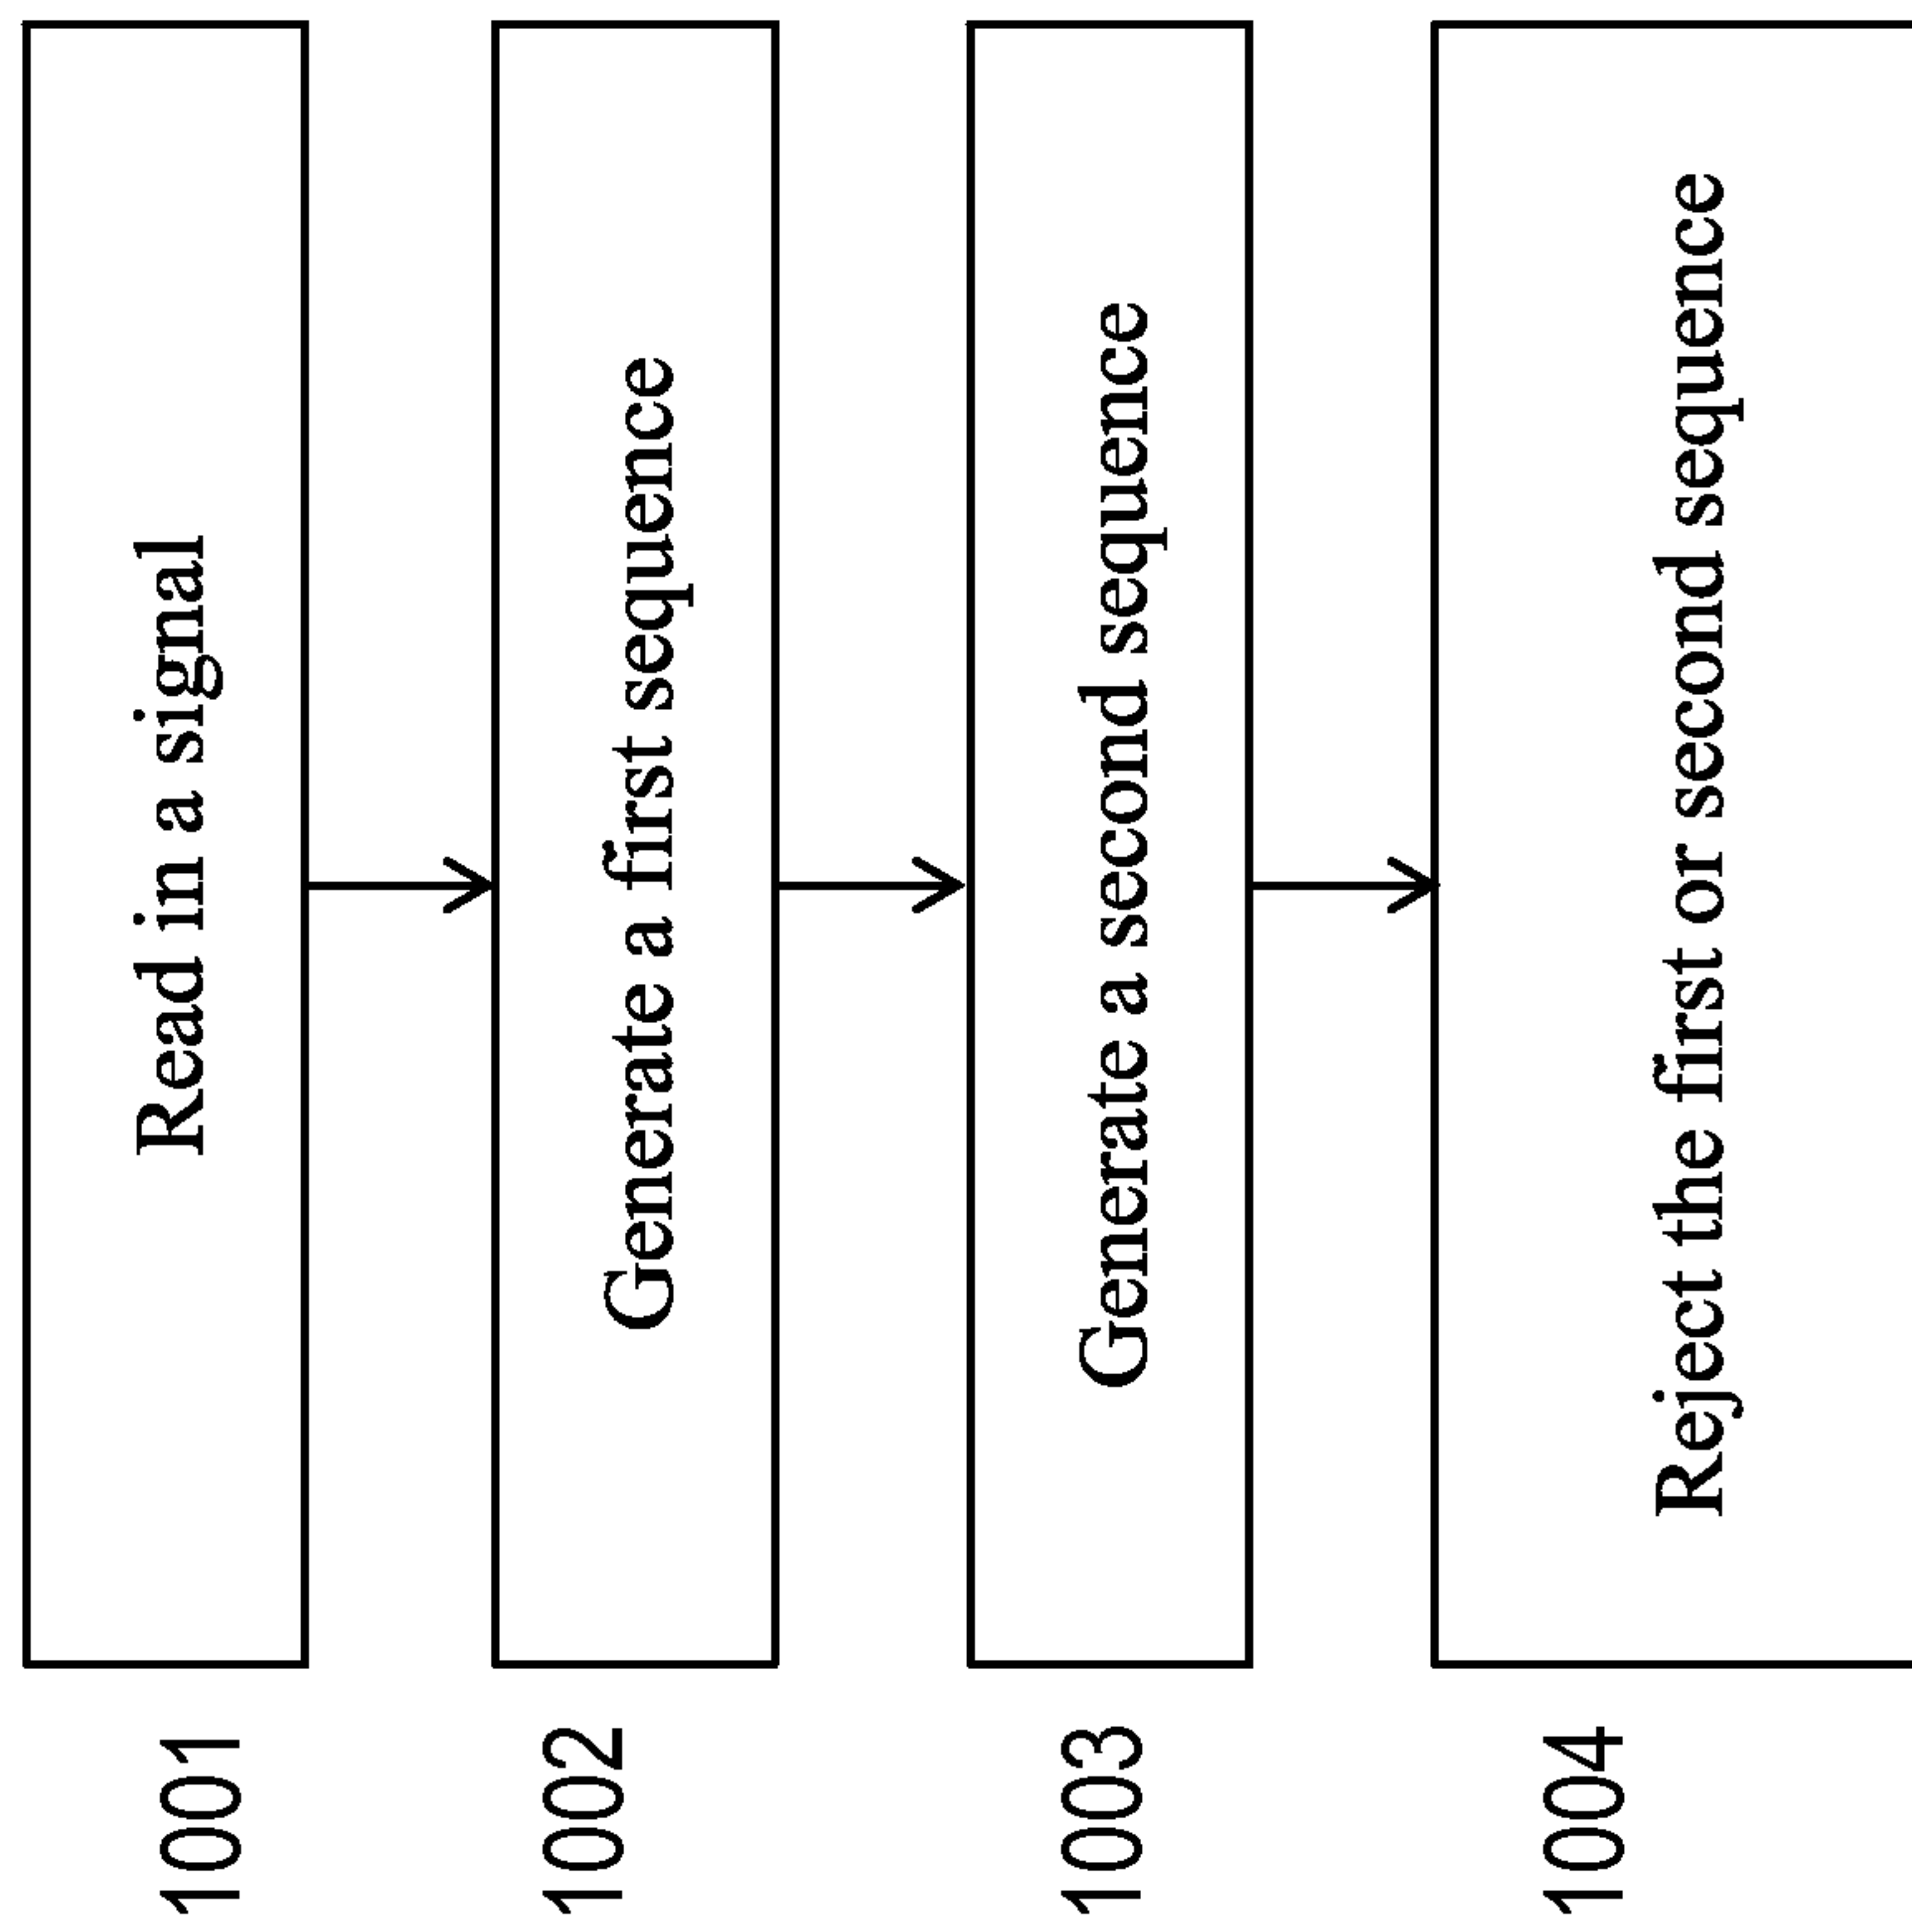 1001 Read in a signal
1002 Generate a first sequence
1003 Generate a second sequence
1004 Reject the first or second sequence